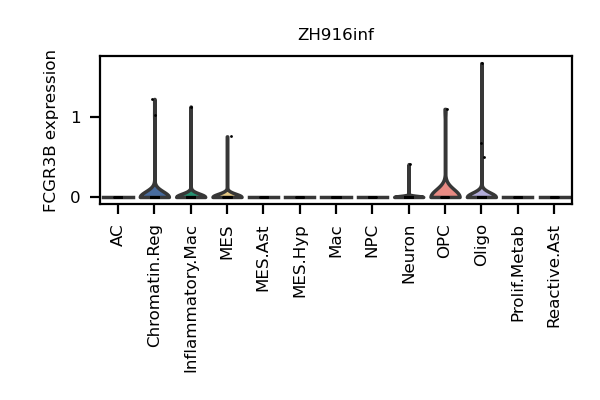 ZH916inf
FCGR3B expression
1
0
AC
Chromatin.Reg
Inflammatory.Mac
MES
MES.Ast
MES.Hyp
Mac
NPC
Neuron
OPC
Oligo
Prolif.Metab
Reactive.Ast